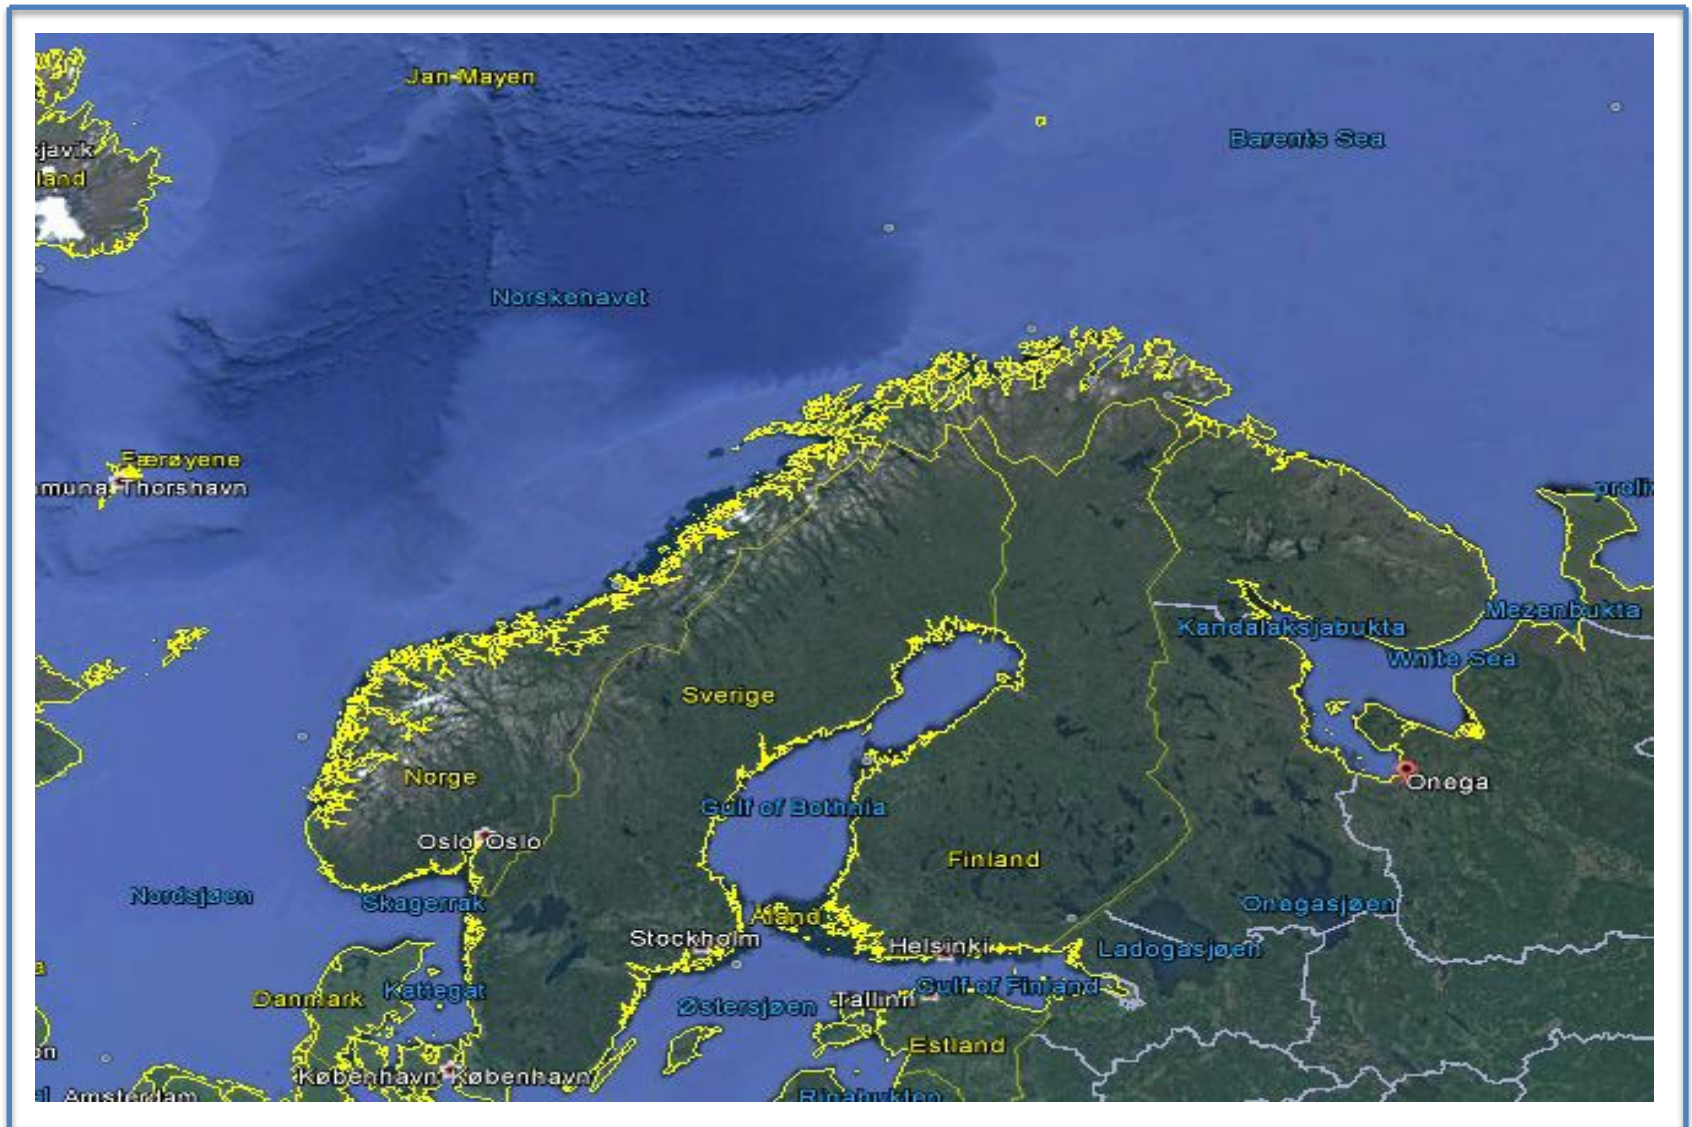 Jan Mayen
Barents Sea
Norskehavet
Færøyene
Thorshavn
Mezenbukta
Kandalaksjabukta
White Sea
Sverige
Norge
Onega
Gulf of Bothnia
Oslo Oslo
Finland
Nordsjøen
Skagerrak
Onegasjøen
Åland
Stockholm
Helsinki
Ladogasjøen
Danmark
Kattegat
Østersjøen
Tallinn
Gulf of Finland
Estland
København København
Amsterdam